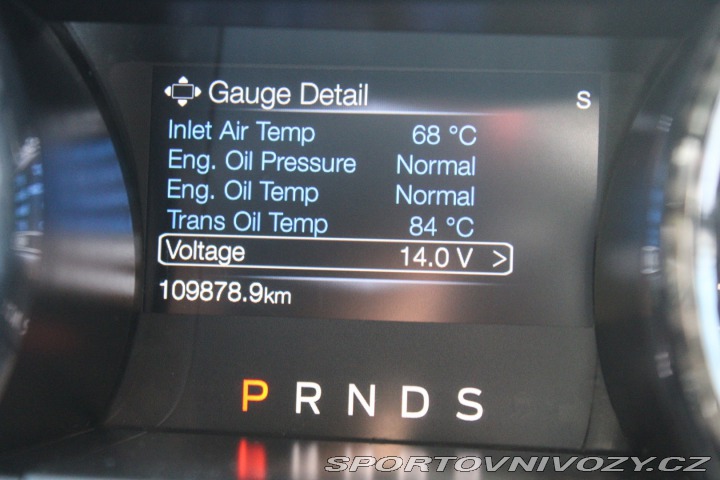 Gauge Detail S
Inlet Air Temp 68 °C
Eng. Oil Pressure Normal
Eng. Oil Temp Normal
Trans Oil Temp 84 °C
Voltage 14.0 V >
109878.9km
P R N D S
SPORTOVNIVOZY.CZ